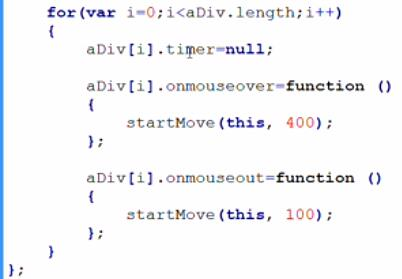 for(var i=0;i<aDiv.length;i++)
{
aDiv[i].timer=null;
aDiv[i].onmouseover=function ()
{
startMove(this, 400);
};
aDiv[i].onmouseout=function ()
{
startMove(this, 100);
};
}
};